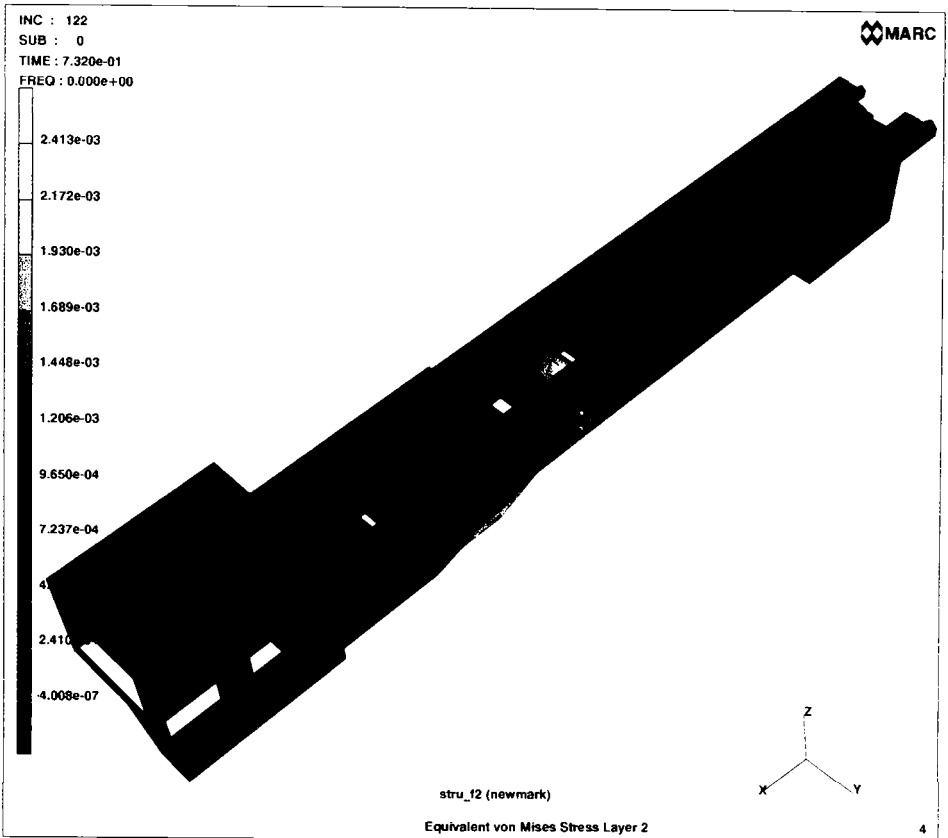 INC : 122
SUB : 0
TIME : 7.320e-01
FREQ : 0.000e+00
MARC
2.413e-03
2.172e-03
1.930e-03
1.689e-03
1.448e-03
1.206e-03
9.650e-04
7.237e-04
-4.008e-07
Z
X
Y
stru_f2 (newmark)
Equivalent von Mises Stress Layer 2
4